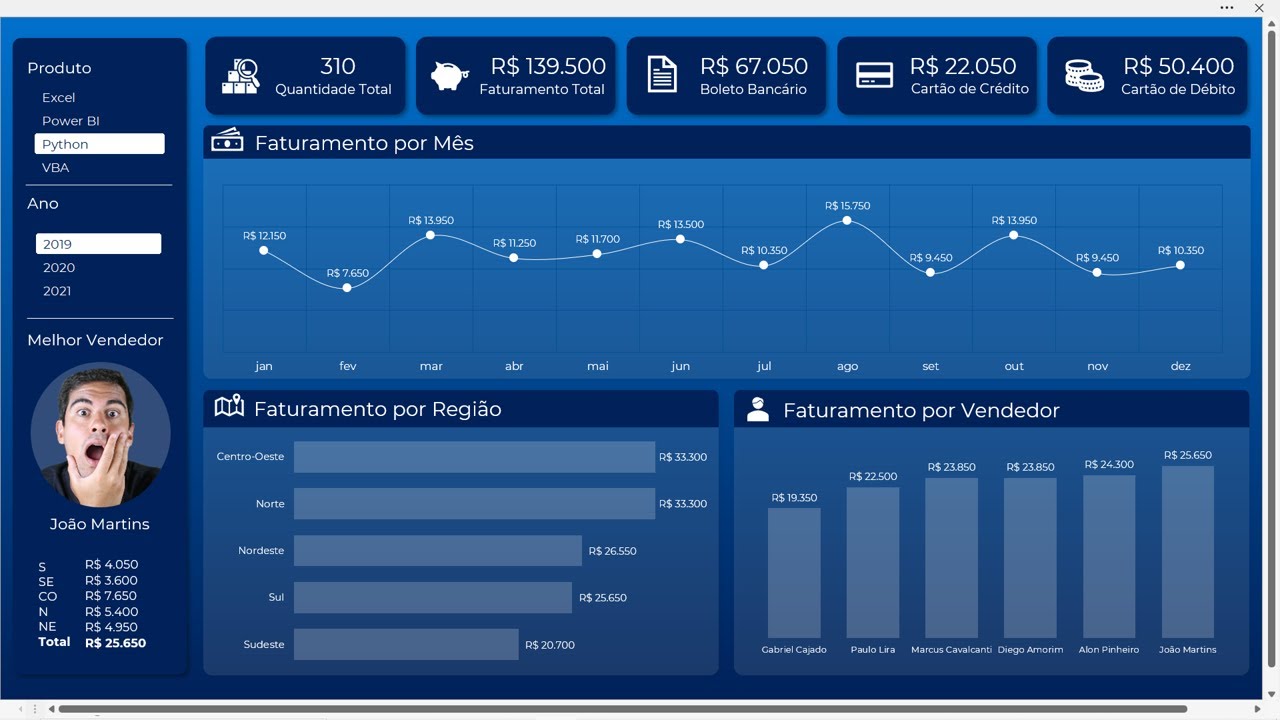 Produto
Excel
Power BI
Python
VBA
Ano
2019
2020
2021
Melhor Vendedor
João Martins
S R$ 4.050
SE R$ 3.600
CO R$ 7.650
N R$ 5.400
NE R$ 4.950
Total R$ 25.650
310
Quantidade Total
R$ 139.500
Faturamento Total
R$ 67.050
Boleto Bancário
R$ 22.050
Cartão de Crédito
R$ 50.400
Cartão de Débito
Faturamento por Mês
R$ 12.150 R$ 7.650 R$ 13.950 R$ 11.250 R$ 11.700 R$ 13.500 R$ 10.350 R$ 15.750 R$ 9.450 R$ 13.950 R$ 9.450 R$ 10.350
jan fev mar abr mai jun jul ago set out nov dez
Faturamento por Região
Centro-Oeste R$ 33.300
Norte R$ 33.300
Nordeste R$ 26.550
Sul R$ 25.650
Sudeste R$ 20.700
Faturamento por Vendedor
R$ 19.350 R$ 22.500 R$ 23.850 R$ 23.850 R$ 24.300 R$ 25.650
Gabriel Cajado Paulo Lira Marcus Cavalcanti Diego Amorim Alon Pinheiro João Martins